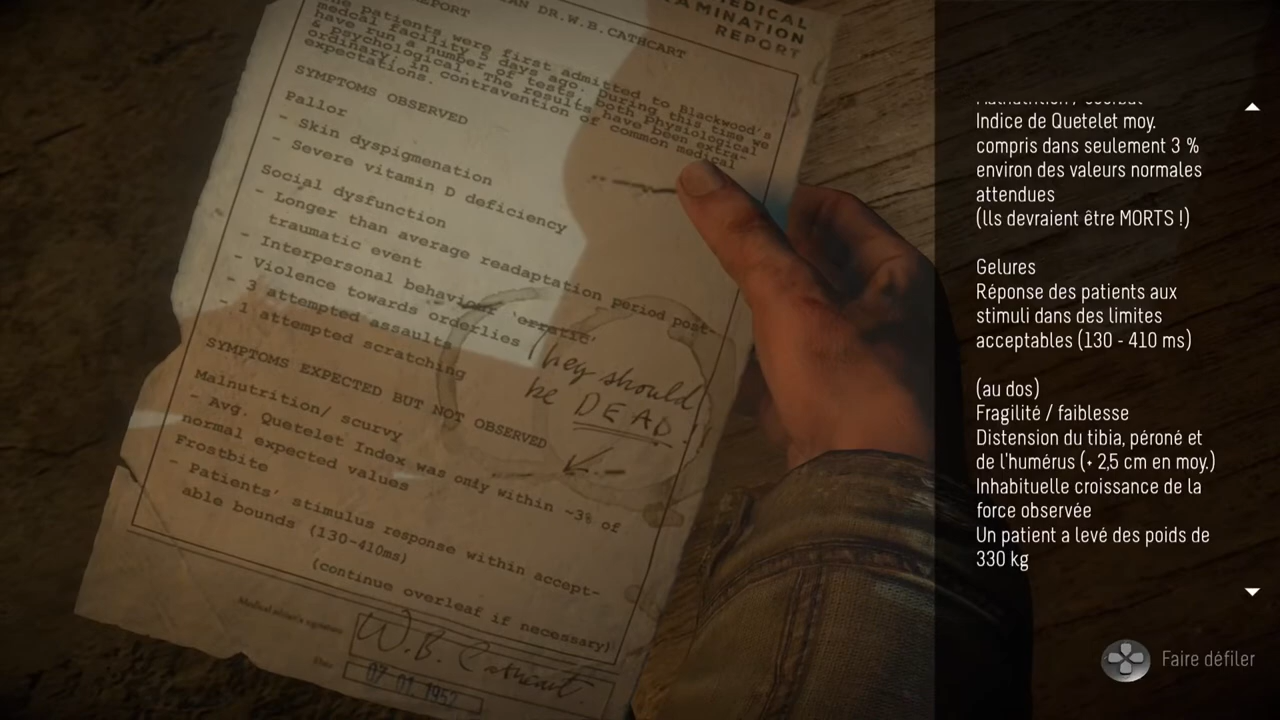 MEDICAL
EXAMINATION
REPORT
REPORT
DR.W.B.CATHCART
The patients were first admitted to Blackwood's
medcal facility 5 days ago. During this time we
have run a number of tests, both Physiological
& psychological. The results have been extra-
ordinary; in contravention of common medical
expectations.
SYMPTOMS OBSERVED
Pallor
- Skin dyspigmenation
- Severe vitamin D deficiency
Social dysfunction
- Longer than average readaptation period post-
traumatic event
- Interpersonal behaviour 'erratic'
- Violence towards orderlies
- 3 attempted assaults
- 1 attempted scratching
They should
be DEAD
SYMPTOMS EXPECTED BUT NOT OBSERVED
Malnutrition/ scurvy
- Avg. Quetelet Index was only within ~3% of
normal expected values
Frostbite
- Patients' stimulus response within accept-
able bounds (130-410ms)
(continue overleaf if necessary)
Medical examiner's signature
W.B. Cathcart
Date
07 01 1952
Indice de Quetelet moy.
compris dans seulement 3 %
environ des valeurs normales
attendues
(Ils devraient être MORTS !)
Gelures
Réponse des patients aux
stimuli dans des limites
acceptables (130 - 410 ms)
(au dos)
Fragilité / faiblesse
Distension du tibia, péroné et
de l'humérus (+ 2,5 cm en moy.)
Inhabituelle croissance de la
force observée
Un patient a levé des poids de
330 kg
Faire défiler